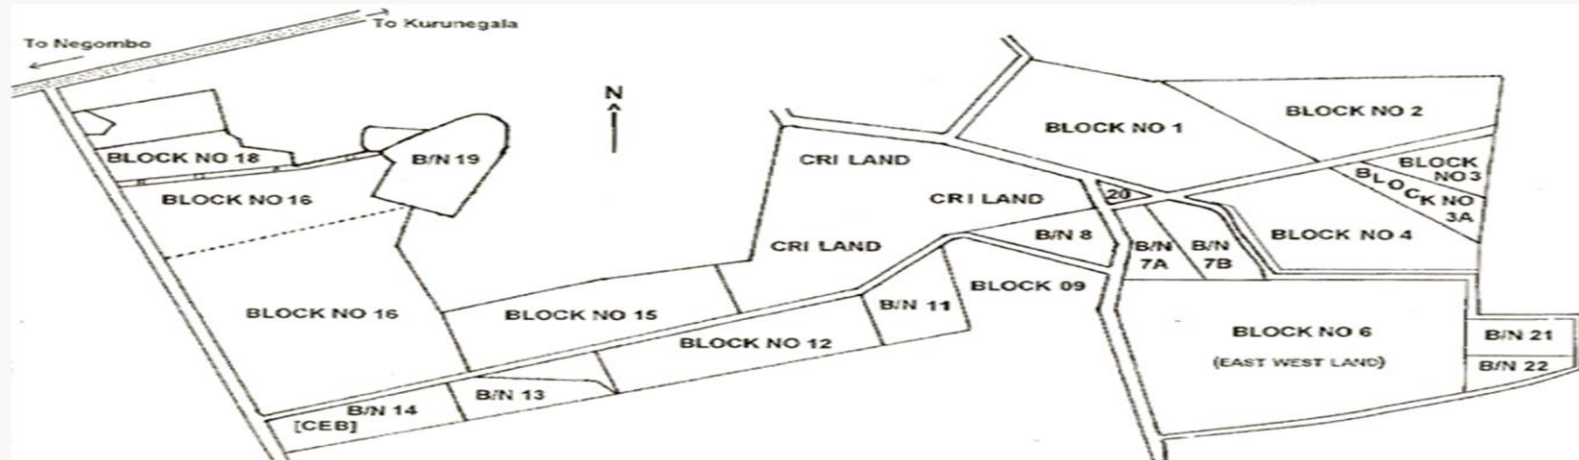 To Kurunegala
To Negombo
N
BLOCK NO 18
B/N 19
BLOCK NO 16
BLOCK NO 16
BLOCK NO 15
CRI LAND
CRI LAND
CRI LAND
BLOCK NO 1
BLOCK NO 2
BLOCK
NO 3
BLOCK NO
3A
20
B/N 8
B/N
7A
B/N
7B
BLOCK NO 4
BLOCK 09
B/N 11
BLOCK NO 12
B/N 13
B/N 14
[CEB]
BLOCK NO 6
(EAST WEST LAND)
B/N 21
B/N 22